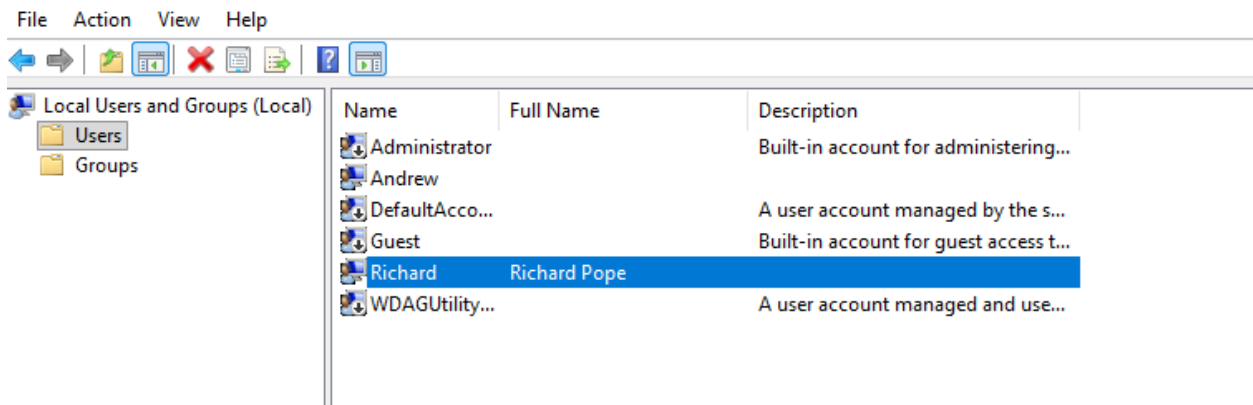 File Action View Help
Local Users and Groups (Local)
Users
Groups
Name Full Name Description
Administrator Built-in account for administering...
Andrew
DefaultAcco... A user account managed by the s...
Guest Built-in account for guest access t...
Richard Richard Pope
WDAGUtility... A user account managed and use...